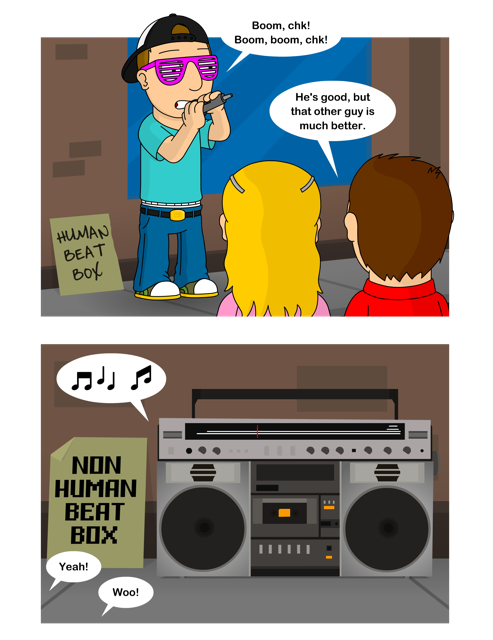 Boom, chk!
Boom, boom, chk!
He's good, but
that other guy is
much better.
HUMAN
BEAT
BOX
NON
HUMAN
BEAT
BOX
Yeah!
Woo!